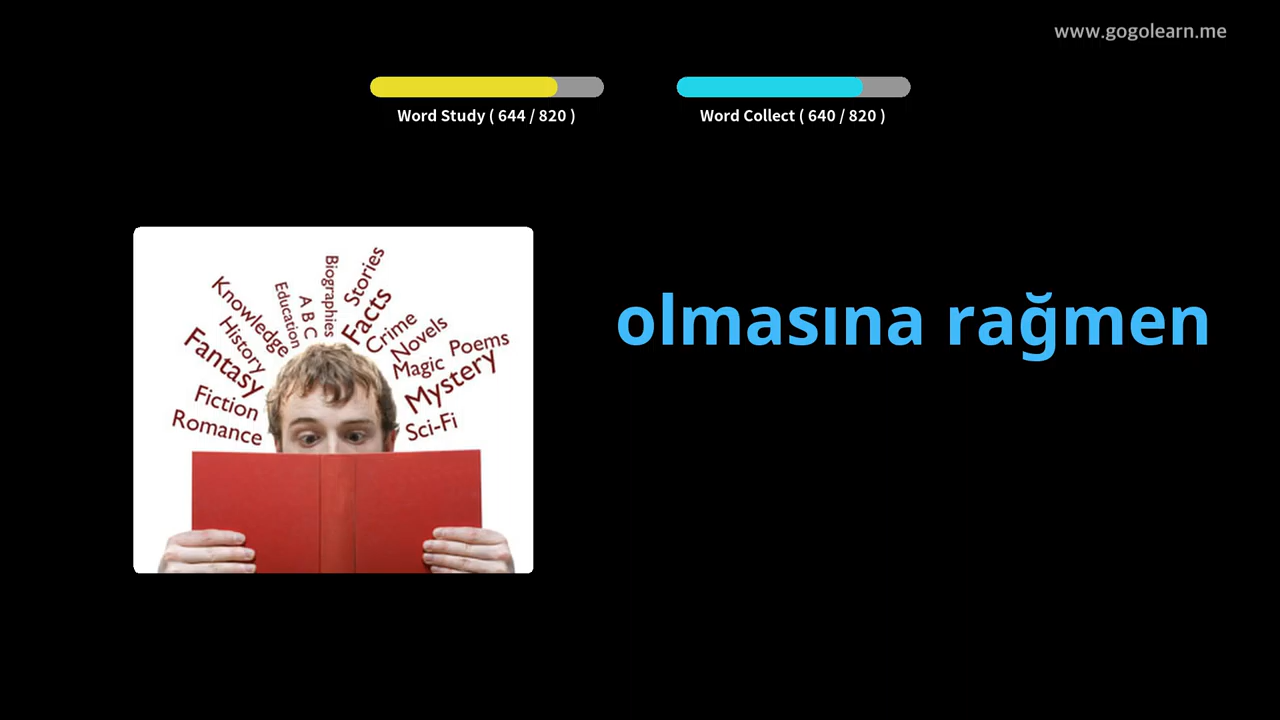 www.gogolearn.me
Word Study ( 644 / 820 )
Word Collect ( 640 / 820 )
olmasına rağmen
Romance
Fiction
Fantasy
History
Knowledge
Education
A B C
Biographies
Stories
Facts
Crime
Novels
Magic
Poems
Mystery
Sci-Fi